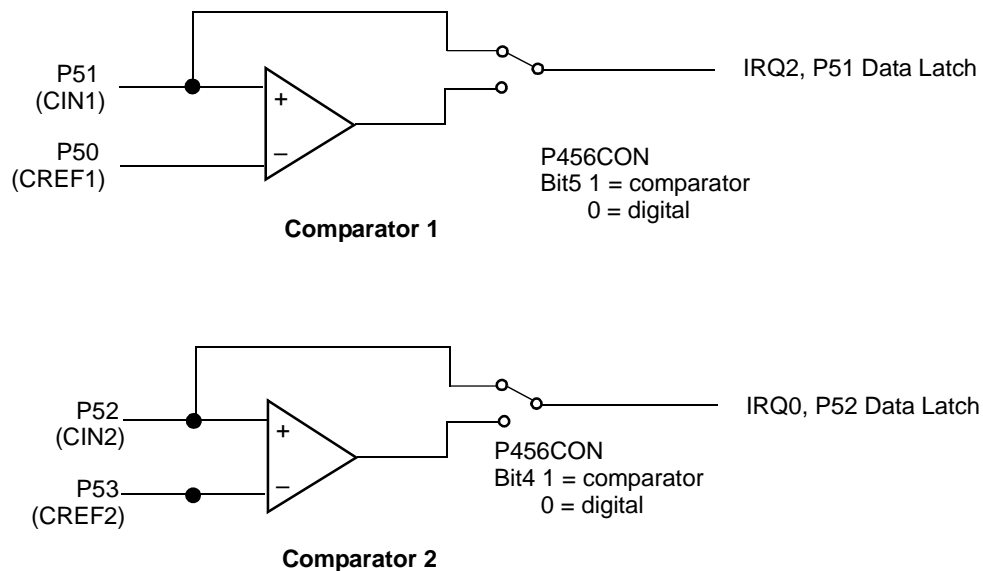 P51
(CIN1)
+
IRQ2, P51 Data Latch
P50
(CREF1)
–
P456CON
Bit5 1 = comparator
0 = digital
Comparator 1
P52
(CIN2)
+
IRQ0, P52 Data Latch
P53
(CREF2)
–
P456CON
Bit4 1 = comparator
0 = digital
Comparator 2